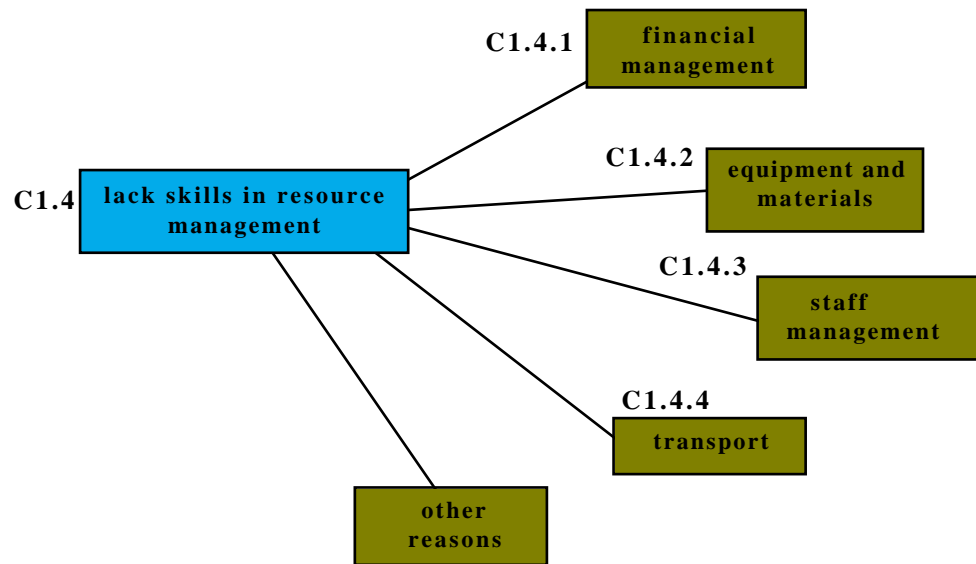 C1.4.1
financial
management
C1.4.2
equipment and
materials
C1.4
lack skills in resource
management
C1.4.3
staff
management
C1.4.4
transport
other
reasons